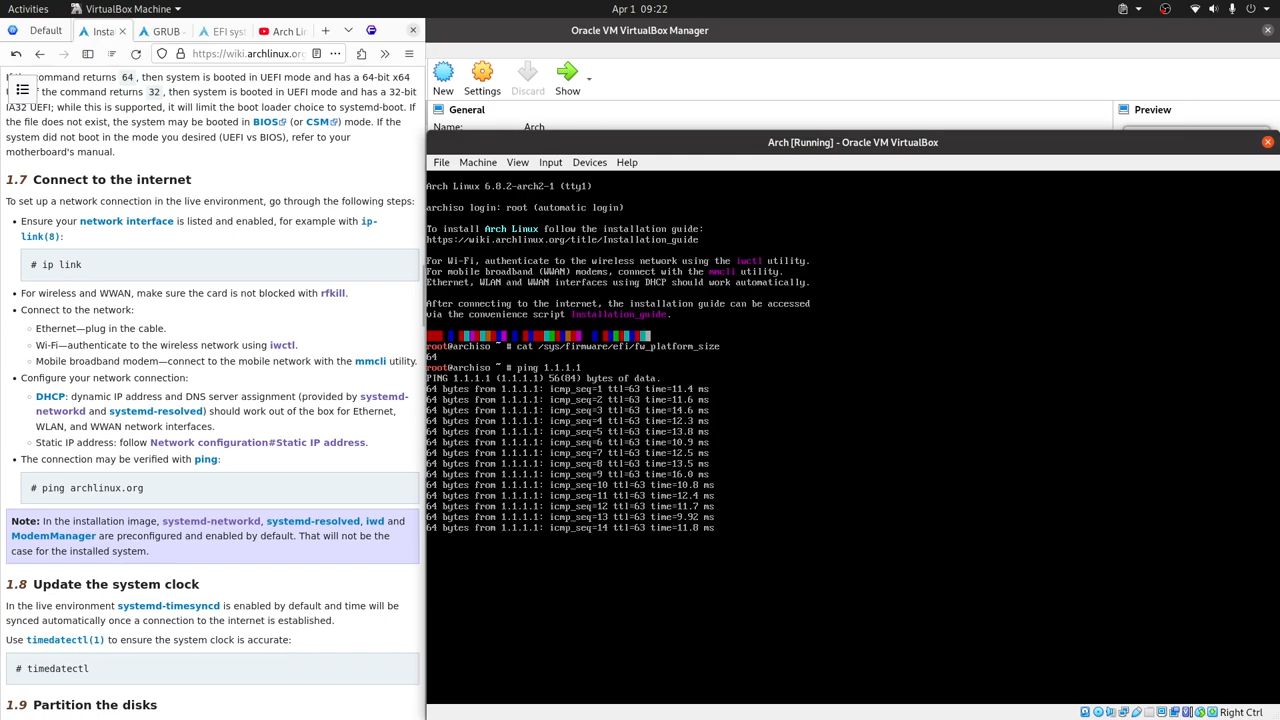 Activities
VirtualBox Machine
Apr 1 09:22
Default
Insta
GRUB
EFI syst
Arch Li
https://wiki.archlinux.org
command returns 64, then system is booted in UEFI mode and has a 64-bit x64
the command returns 32, then system is booted in UEFI mode and has a 32-bit
IA32 UEFI; while this is supported, it will limit the boot loader choice to systemd-boot. If
the file does not exist, the system may be booted in BIOS (or CSM) mode. If the
system did not boot in the mode you desired (UEFI vs BIOS), refer to your
motherboard's manual.
1.7 Connect to the internet
To set up a network connection in the live environment, go through the following steps:
• Ensure your network interface is listed and enabled, for example with ip-
link(8):
# ip link
• For wireless and WWAN, make sure the card is not blocked with rfkill.
• Connect to the network:
○ Ethernet—plug in the cable.
○ Wi-Fi—authenticate to the wireless network using iwctl.
○ Mobile broadband modem—connect to the mobile network with the mmcli utility.
• Configure your network connection:
○ DHCP: dynamic IP address and DNS server assignment (provided by systemd-
networkd and systemd-resolved) should work out of the box for Ethernet,
WLAN, and WWAN network interfaces.
○ Static IP address: follow Network configuration#Static IP address.
• The connection may be verified with ping:
# ping archlinux.org
Note: In the installation image, systemd-networkd, systemd-resolved, iwd and
ModemManager are preconfigured and enabled by default. That will not be
the case for the installed system.
1.8 Update the system clock
In the live environment systemd-timesyncd is enabled by default and time will be
synced automatically once a connection to the internet is established.
Use timedatectl(1) to ensure the system clock is accurate:
# timedatectl
1.9 Partition the disks
Oracle VM VirtualBox Manager
New
Settings
Discard
Show
General
Preview
Name: Arch
Arch [Running] - Oracle VM VirtualBox
File Machine View Input Devices Help
Arch Linux 6.8.2-arch2-1 (tty1)
archiso login: root (automatic login)
To install Arch Linux follow the installation guide:
https://wiki.archlinux.org/title/Installation_guide
For Wi-Fi, authenticate to the wireless network using the iwctl utility.
For mobile broadband (WWAN) modems, connect with the mmcli utility.
Ethernet, WLAN and WWAN interfaces using DHCP should work automatically.
After connecting to the internet, the installation guide can be accessed
via the convenience script Installation_guide.
root@archiso ~ # cat /sys/firmware/efi/fw_platform_size
64
root@archiso ~ # ping 1.1.1.1
PING 1.1.1.1 (1.1.1.1) 56(84) bytes of data.
64 bytes from 1.1.1.1: icmp_seq=1 ttl=63 time=11.4 ms
64 bytes from 1.1.1.1: icmp_seq=2 ttl=63 time=11.6 ms
64 bytes from 1.1.1.1: icmp_seq=3 ttl=63 time=14.6 ms
64 bytes from 1.1.1.1: icmp_seq=4 ttl=63 time=12.3 ms
64 bytes from 1.1.1.1: icmp_seq=5 ttl=63 time=13.8 ms
64 bytes from 1.1.1.1: icmp_seq=6 ttl=63 time=10.9 ms
64 bytes from 1.1.1.1: icmp_seq=7 ttl=63 time=12.5 ms
64 bytes from 1.1.1.1: icmp_seq=8 ttl=63 time=13.5 ms
64 bytes from 1.1.1.1: icmp_seq=9 ttl=63 time=16.0 ms
64 bytes from 1.1.1.1: icmp_seq=10 ttl=63 time=10.8 ms
64 bytes from 1.1.1.1: icmp_seq=11 ttl=63 time=12.4 ms
64 bytes from 1.1.1.1: icmp_seq=12 ttl=63 time=11.7 ms
64 bytes from 1.1.1.1: icmp_seq=13 ttl=63 time=9.92 ms
64 bytes from 1.1.1.1: icmp_seq=14 ttl=63 time=11.8 ms
Right Ctrl